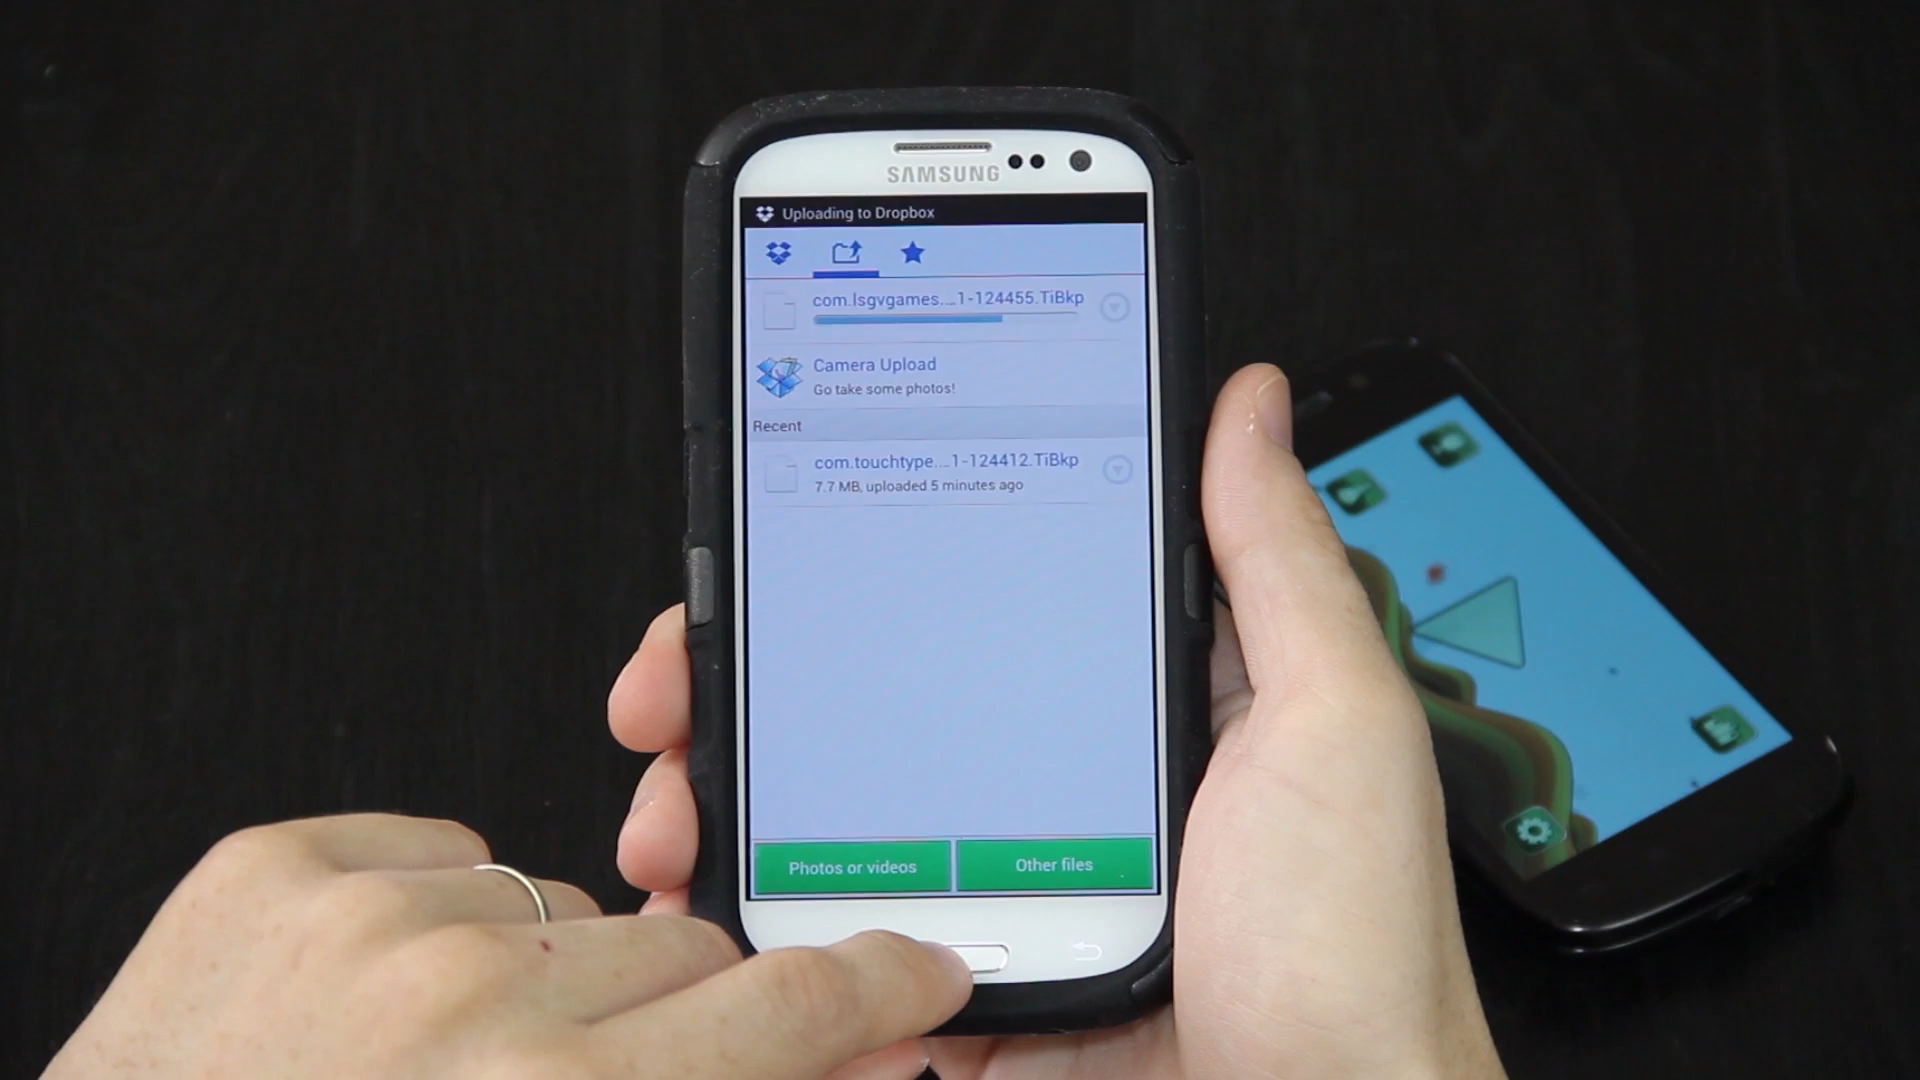 SAMSUNG
Uploading to Dropbox
com.lsgvgames....1-124455.TiBkp
Camera Upload
Go take some photos!
Recent
com.touchtype....1-124412.TiBkp
7.7 MB, uploaded 5 minutes ago
Photos or videos
Other files